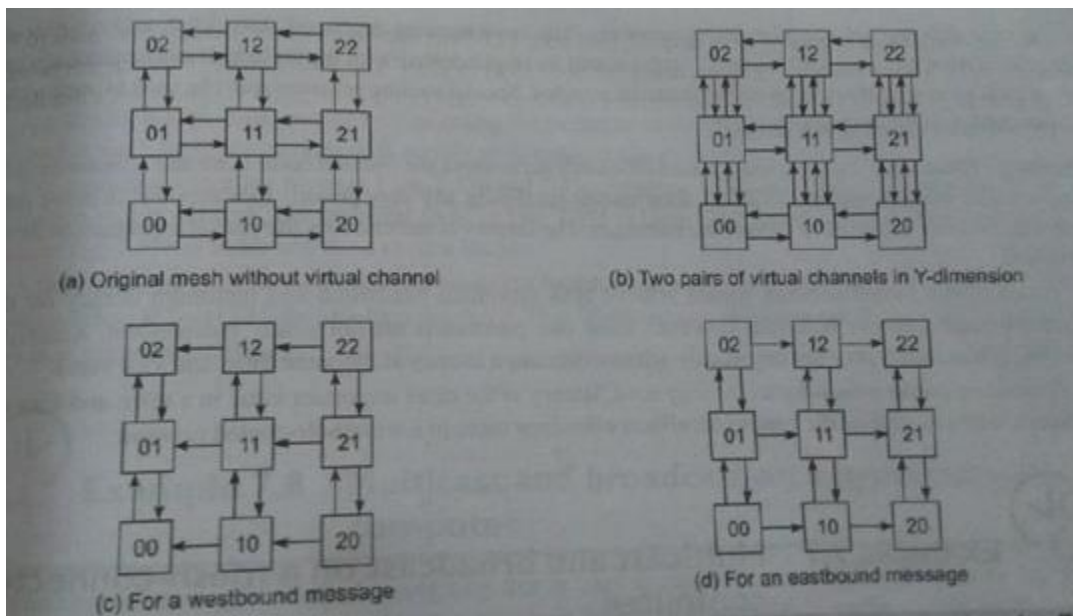 02 12 22 02 12 22
01 11 21 01 11 21
00 10 20 00 10 20
(a) Original mesh without virtual channel
(b) Two pairs of virtual channels in Y-dimension
02 12 22 02 12 22
01 11 21 01 11 21
00 10 20 00 10 20
(c) For a westbound message
(d) For an eastbound message